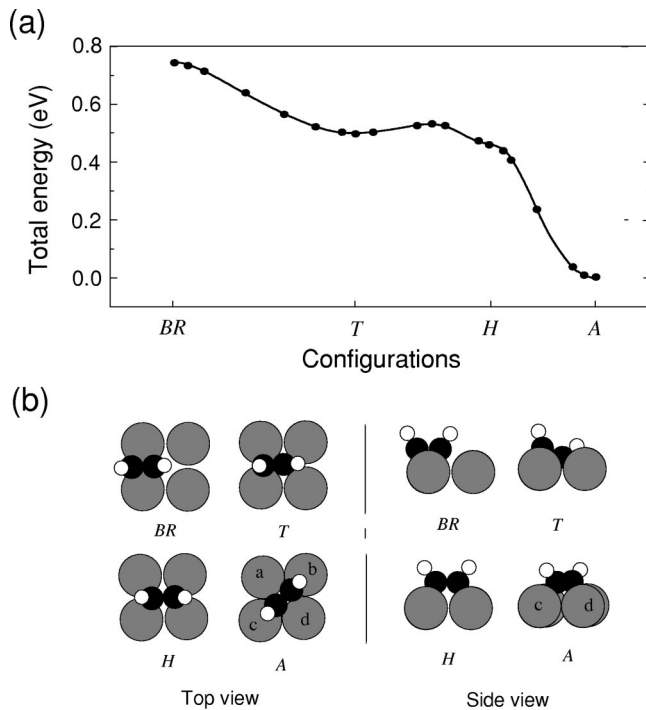 (a)
0.8
0.6
0.4
0.2
0.0
Total energy (eV)
BR T H A
Configurations
(b)
BR T BR T
a b
c d
c d
H A H A
Top view Side view